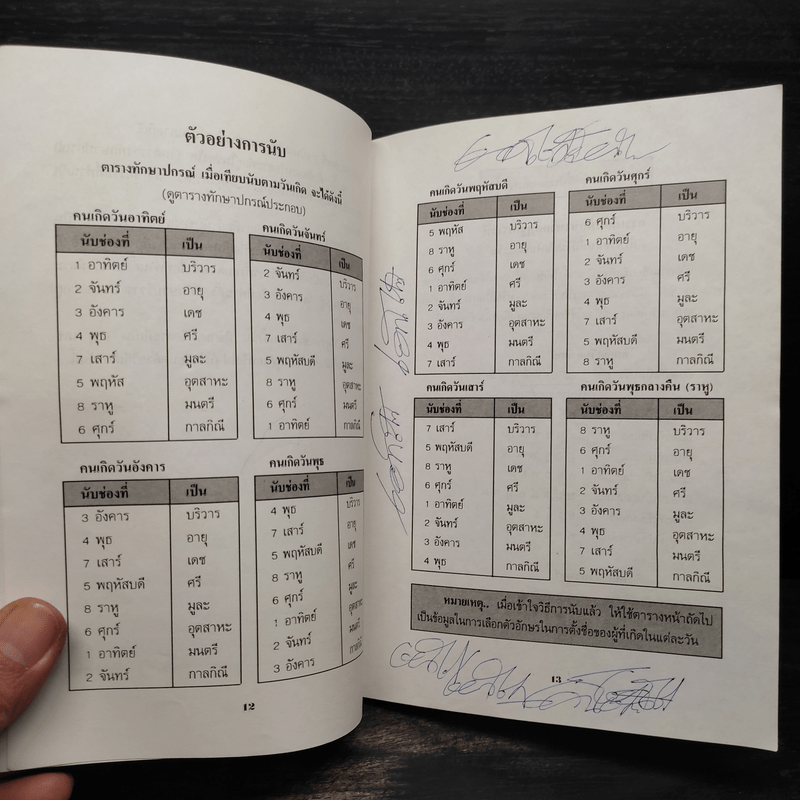 ตัวอย่างการนับ
ตารางทักษาปกรณ์ เมื่อเทียบนับตามวันเกิด จะได้ดังนี้
(ดูตารางทักษาปกรณ์ประกอบ)
คนเกิดวันอาทิตย์
นับช่องที่ เป็น
1 อาทิตย์ บริวาร
2 จันทร์ อายุ
3 อังคาร เดช
4 พุธ ศรี
7 เสาร์ มูละ
5 พฤหัส อุตสาหะ
8 ราหู มนตรี
6 ศุกร์ กาลกิณี
คนเกิดวันจันทร์
นับช่องที่ เป็น
2 จันทร์ บริวาร
3 อังคาร อายุ
4 พุธ เดช
7 เสาร์ ศรี
5 พฤหัสบดี มูละ
8 ราหู อุตสาหะ
6 ศุกร์ มนตรี
1 อาทิตย์ กาลกิณี
คนเกิดวันอังคาร
นับช่องที่ เป็น
3 อังคาร บริวาร
4 พุธ อายุ
7 เสาร์ เดช
5 พฤหัสบดี ศรี
8 ราหู มูละ
6 ศุกร์ อุตสาหะ
1 อาทิตย์ มนตรี
2 จันทร์ กาลกิณี
คนเกิดวันพุธ
นับช่องที่ เป็น
4 พุธ บริวาร
7 เสาร์ อายุ
5 พฤหัสบดี เดช
8 ราหู ศรี
6 ศุกร์ มูละ
1 อาทิตย์ อุตสาหะ
2 จันทร์ มนตรี
3 อังคาร กาลกิณี
12
คนเกิดวันพฤหัสบดี
นับช่องที่ เป็น
5 พฤหัส บริวาร
8 ราหู อายุ
6 ศุกร์ เดช
1 อาทิตย์ ศรี
2 จันทร์ มูละ
3 อังคาร อุตสาหะ
4 พุธ มนตรี
7 เสาร์ กาลกิณี
คนเกิดวันศุกร์
นับช่องที่ เป็น
6 ศุกร์ บริวาร
1 อาทิตย์ อายุ
2 จันทร์ เดช
3 อังคาร ศรี
4 พุธ มูละ
7 เสาร์ อุตสาหะ
5 พฤหัสบดี มนตรี
8 ราหู กาลกิณี
คนเกิดวันเสาร์
นับช่องที่ เป็น
7 เสาร์ บริวาร
5 พฤหัสบดี อายุ
8 ราหู เดช
6 ศุกร์ ศรี
1 อาทิตย์ มูละ
2 จันทร์ อุตสาหะ
3 อังคาร มนตรี
4 พุธ กาลกิณี
คนเกิดวันพุธกลางคืน (ราหู)
นับช่องที่ เป็น
8 ราหู บริวาร
6 ศุกร์ อายุ
1 อาทิตย์ เดช
2 จันทร์ ศรี
3 อังคาร มูละ
4 พุธ อุตสาหะ
7 เสาร์ มนตรี
5 พฤหัสบดี กาลกิณี
หมายเหตุ.. เมื่อเข้าใจวิธีการนับแล้ว ให้ใช้ตารางหน้าถัดไป
เป็นข้อมูลในการเลือกตัวอักษรในการตั้งชื่อของผู้ที่เกิดในแต่ละวัน
13